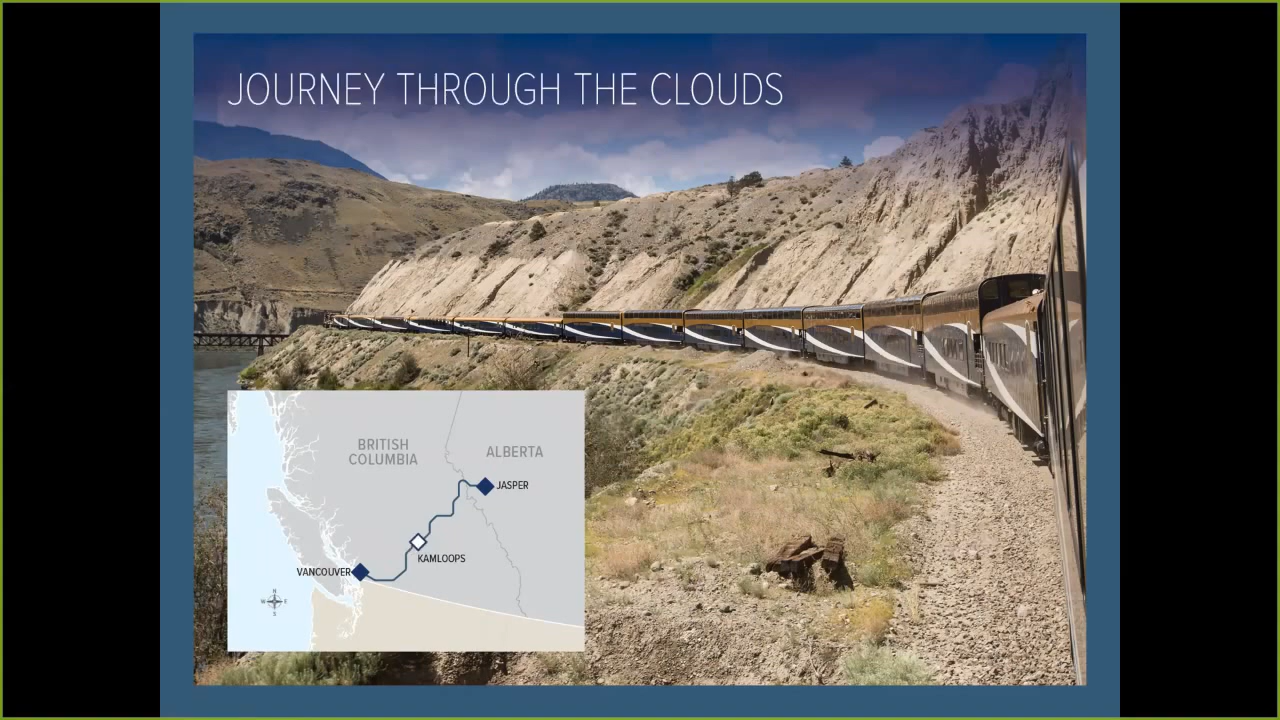 JOURNEY THROUGH THE CLOUDS
BRITISH
COLUMBIA
ALBERTA
JASPER
KAMLOOPS
VANCOUVER
N
W E
S